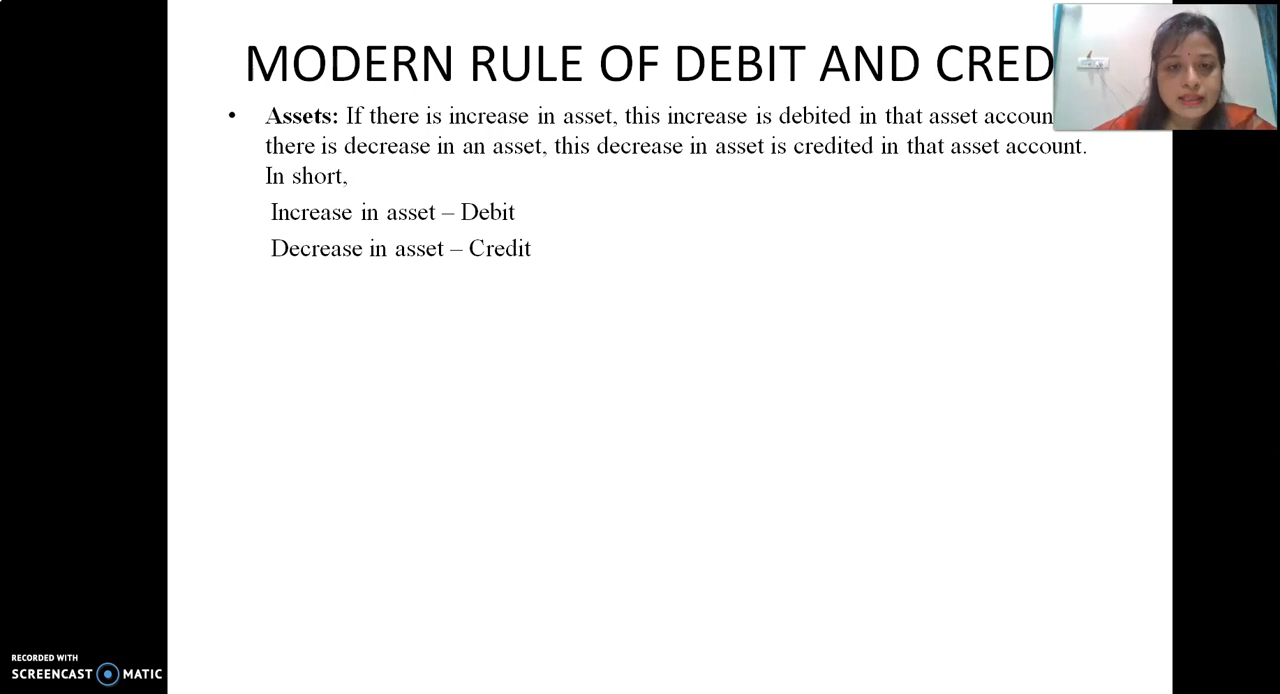 MODERN RULE OF DEBIT AND CRED
• Assets: If there is increase in asset, this increase is debited in that asset accoun
there is decrease in an asset, this decrease in asset is credited in that asset account.
In short,
Increase in asset – Debit
Decrease in asset – Credit
RECORDED WITH
SCREENCAST MATIC